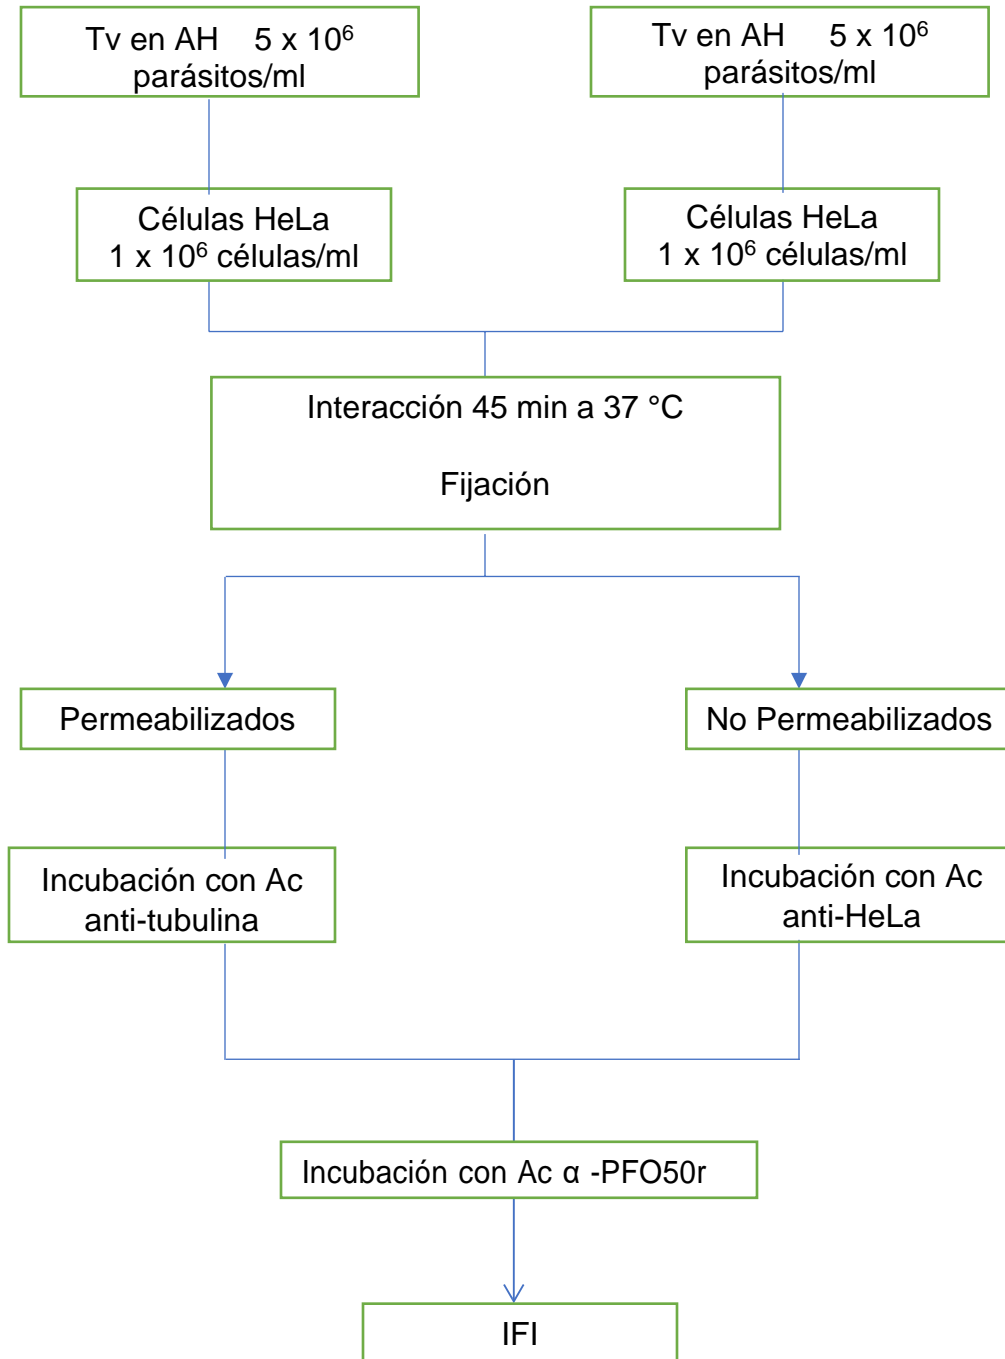 Tv en AH 5 x 10⁶
parásitos/ml
Tv en AH 5 x 10⁶
parásitos/ml
Células HeLa
1 x 10⁶ células/ml
Células HeLa
1 x 10⁶ células/ml
Interacción 45 min a 37 °C
Fijación
Permeabilizados
No Permeabilizados
Incubación con Ac
anti-tubulina
Incubación con Ac
anti-HeLa
Incubación con Ac α -PFO50r
IFI